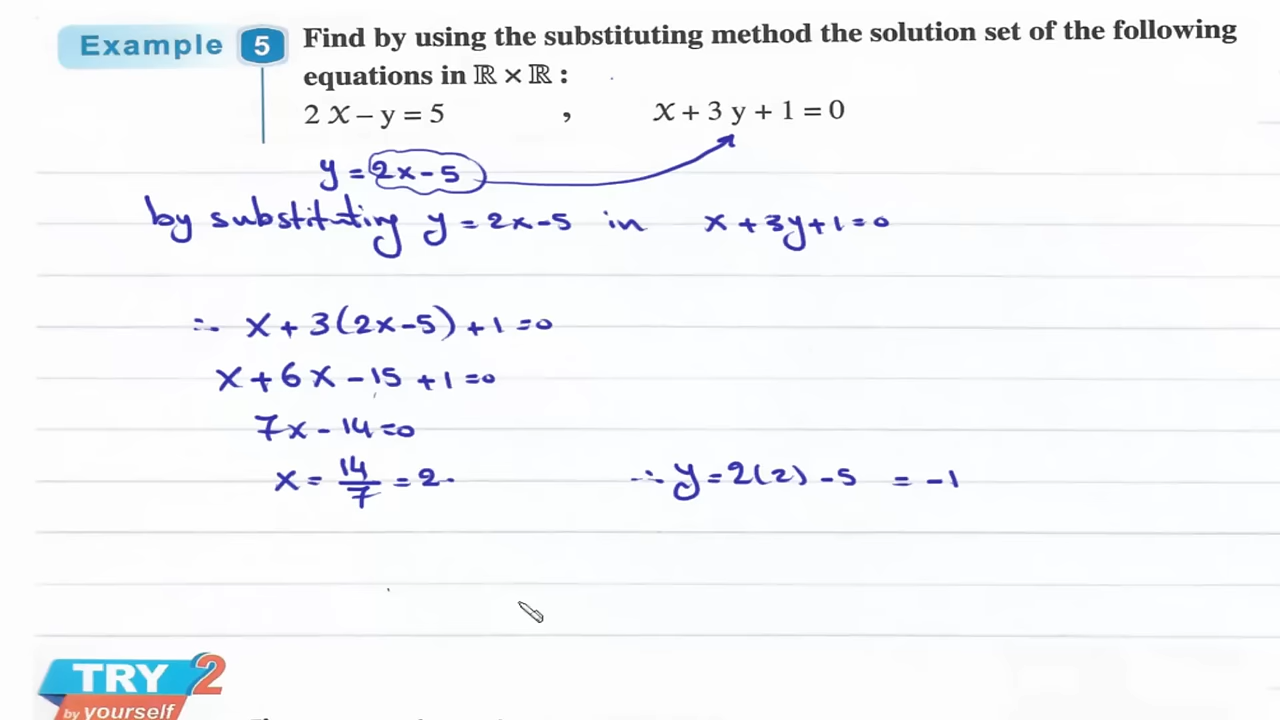 Example 5 Find by using the substituting method the solution set of the following
equations in ℝ × ℝ :
2 x – y = 5 , x + 3 y + 1 = 0
y = 2x - 5
by substituting y = 2x - 5 in x + 3y + 1 = 0
∴ x + 3(2x - 5) + 1 = 0
x + 6x - 15 + 1 = 0
7x - 14 = 0
x = 14/7 = 2. ∴ y = 2(2) - 5 = -1
TRY 2
by yourself